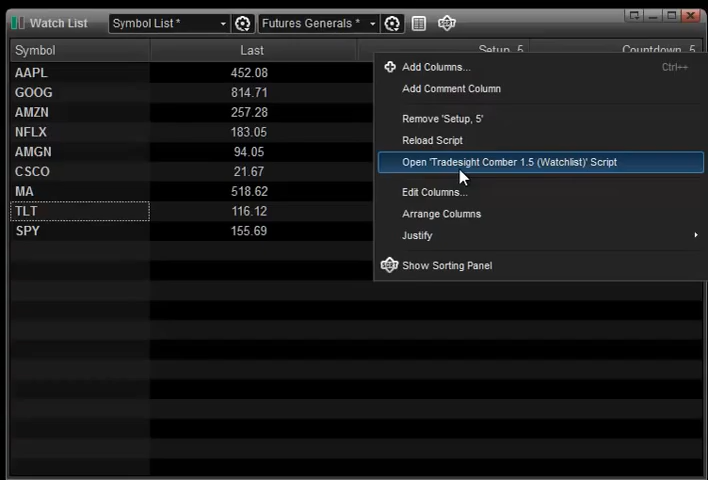 Watch List Symbol List * Futures Generals *
Symbol Last Setup, 5 Countdown, 5
AAPL 452.08
GOOG 814.71
AMZN 257.28
NFLX 183.05
AMGN 94.05
CSCO 21.67
MA 518.62
TLT 116.12
SPY 155.69
Add Columns... Ctrl++
Add Comment Column
Remove 'Setup, 5'
Reload Script
Open 'Tradesight Comber 1.5 (Watchlist)' Script
Edit Columns...
Arrange Columns
Justify
Show Sorting Panel